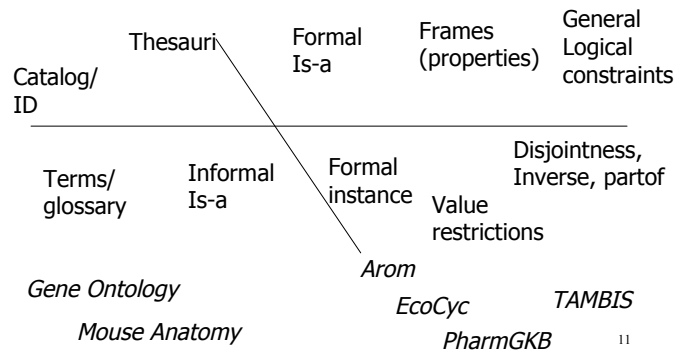 Thesauri
Formal
Is-a
Frames
(properties)
General
Logical
constraints
Catalog/
ID
Terms/
glossary
Informal
Is-a
Formal
instance
Value
restrictions
Disjointness,
Inverse, partof
Gene Ontology
Mouse Anatomy
Arom
EcoCyc
PharmGKB
TAMBIS
11